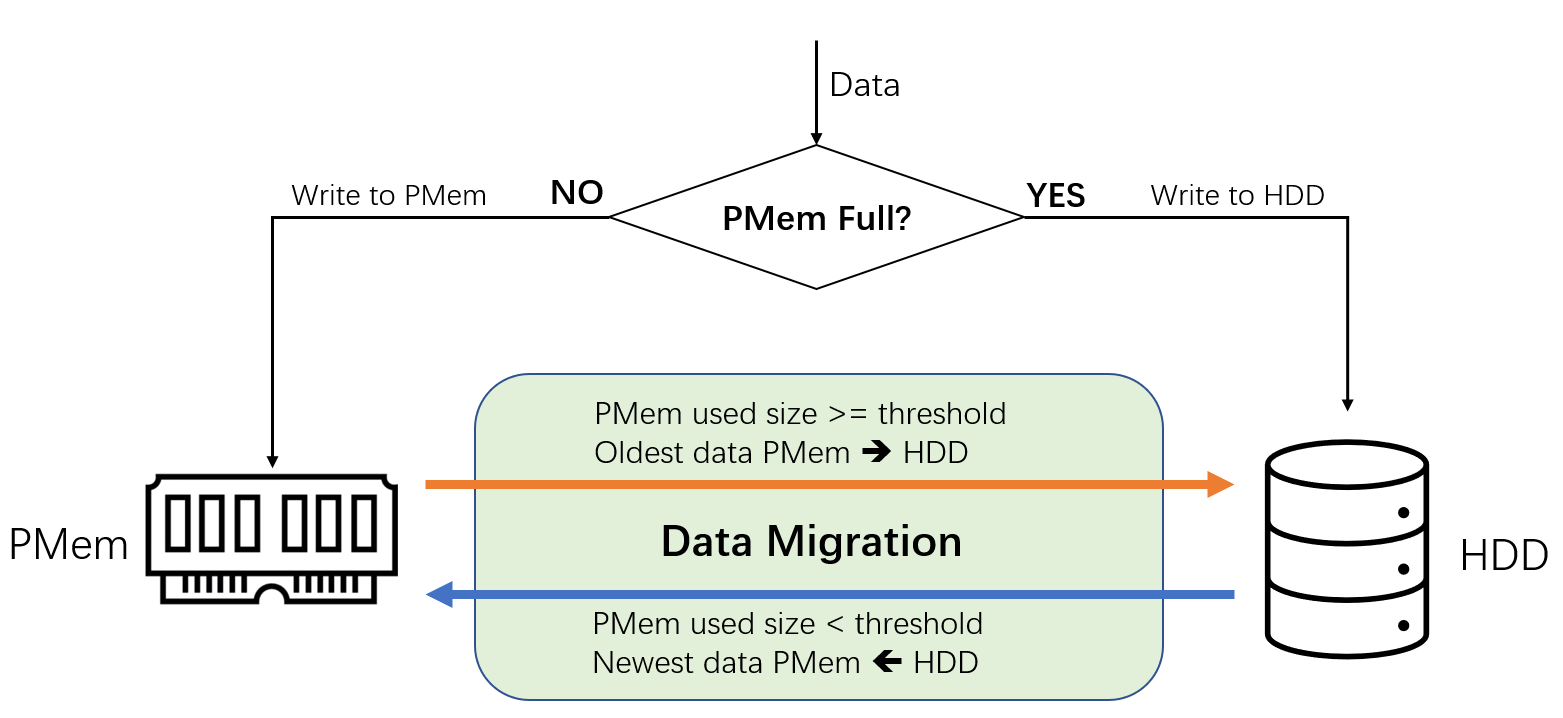 Data
Write to PMem
NO
PMem Full?
YES
Write to HDD
PMem used size >= threshold
Oldest data PMem 🡺 HDD
Data Migration
PMem
HDD
PMem used size < threshold
Newest data PMem 🡸 HDD